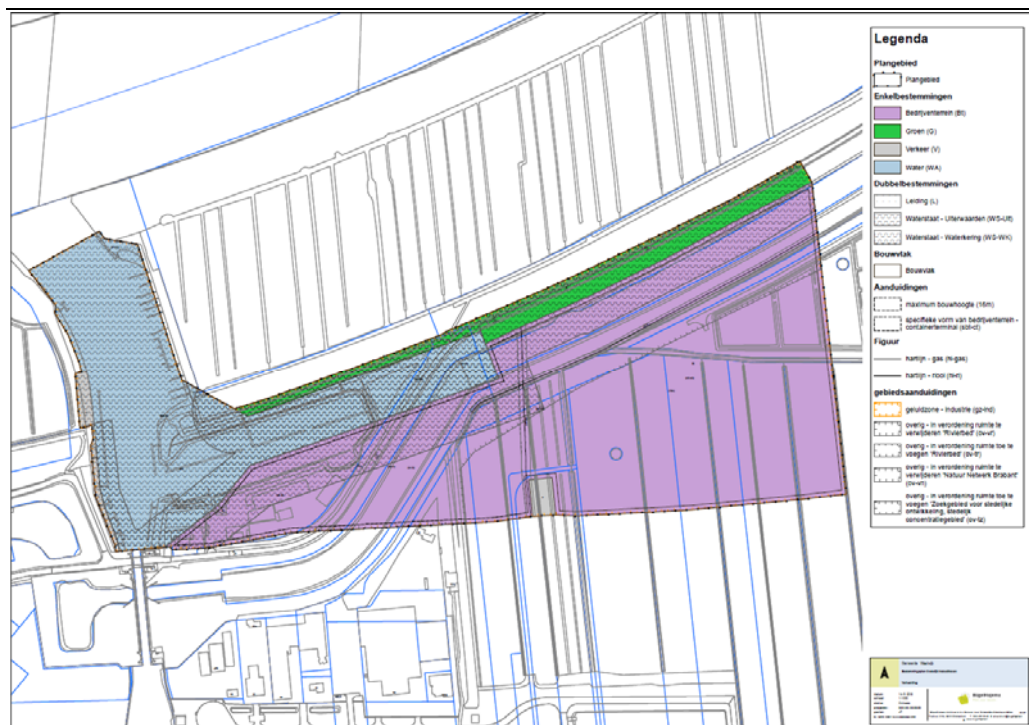 Legenda
Plangebied
Plangebied
Enkelbestemmingen
Bedrijventerrein (Bt)
Groen (G)
Verkeer (V)
Water (WA)
Dubbelbestemmingen
Leiding (L)
Waterstaat - Uiterwaarden (WS-Uit)
Waterstaat - Waterkering (WS-WK)
Bouwvlak
Bouwvlak
Aanduidingen
maximum bouwhoogte (16m)
specifieke vorm van bedrijventerrein -
containerterminal (sbt-ct)
Figuur
hartlijn - gas (hl-gas)
hartlijn - riool (hl-r)
gebiedsaanduidingen
geluidzone - industrie (gz-ind)
overig - in verordening ruimte te
verwijderen 'Rivierbed' (ov-vr)
overig - in verordening ruimte toe te
voegen 'Rivierbed' (ov-tr)
overig - in verordening ruimte te
verwijderen 'Natuur Netwerk Brabant'
(ov-vn)
overig - in verordening ruimte toe te
voegen 'Zoekgebied voor stedelijke
ontwikkeling, stedelijk
concentratiegebied' (ov-tz)